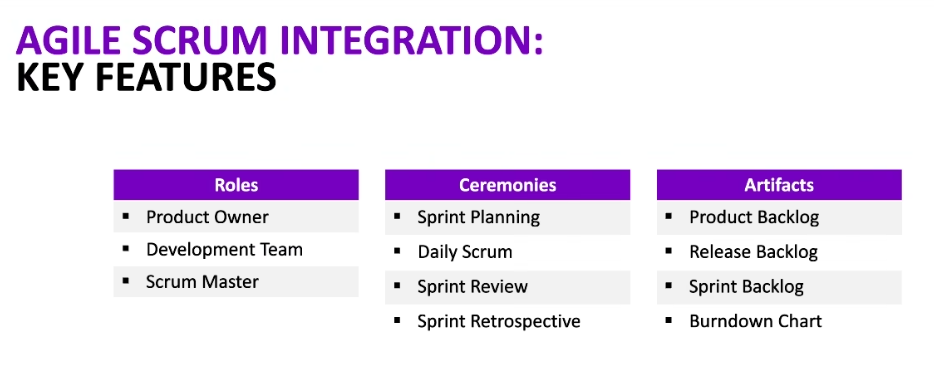 AGILE SCRUM INTEGRATION:
KEY FEATURES
Roles
▪ Product Owner
▪ Development Team
▪ Scrum Master
Ceremonies
▪ Sprint Planning
▪ Daily Scrum
▪ Sprint Review
▪ Sprint Retrospective
Artifacts
▪ Product Backlog
▪ Release Backlog
▪ Sprint Backlog
▪ Burndown Chart